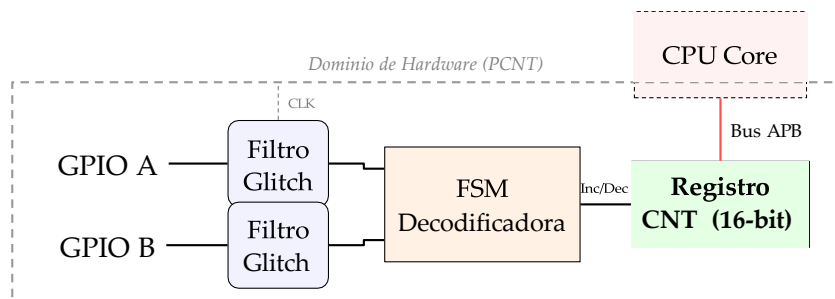 CPU Core
Dominio de Hardware (PCNT)
CLK
Bus APB
GPIO A
Filtro
Glitch
FSM
Decodificadora
Inc/Dec
Registro
CNT (16-bit)
GPIO B
Filtro
Glitch